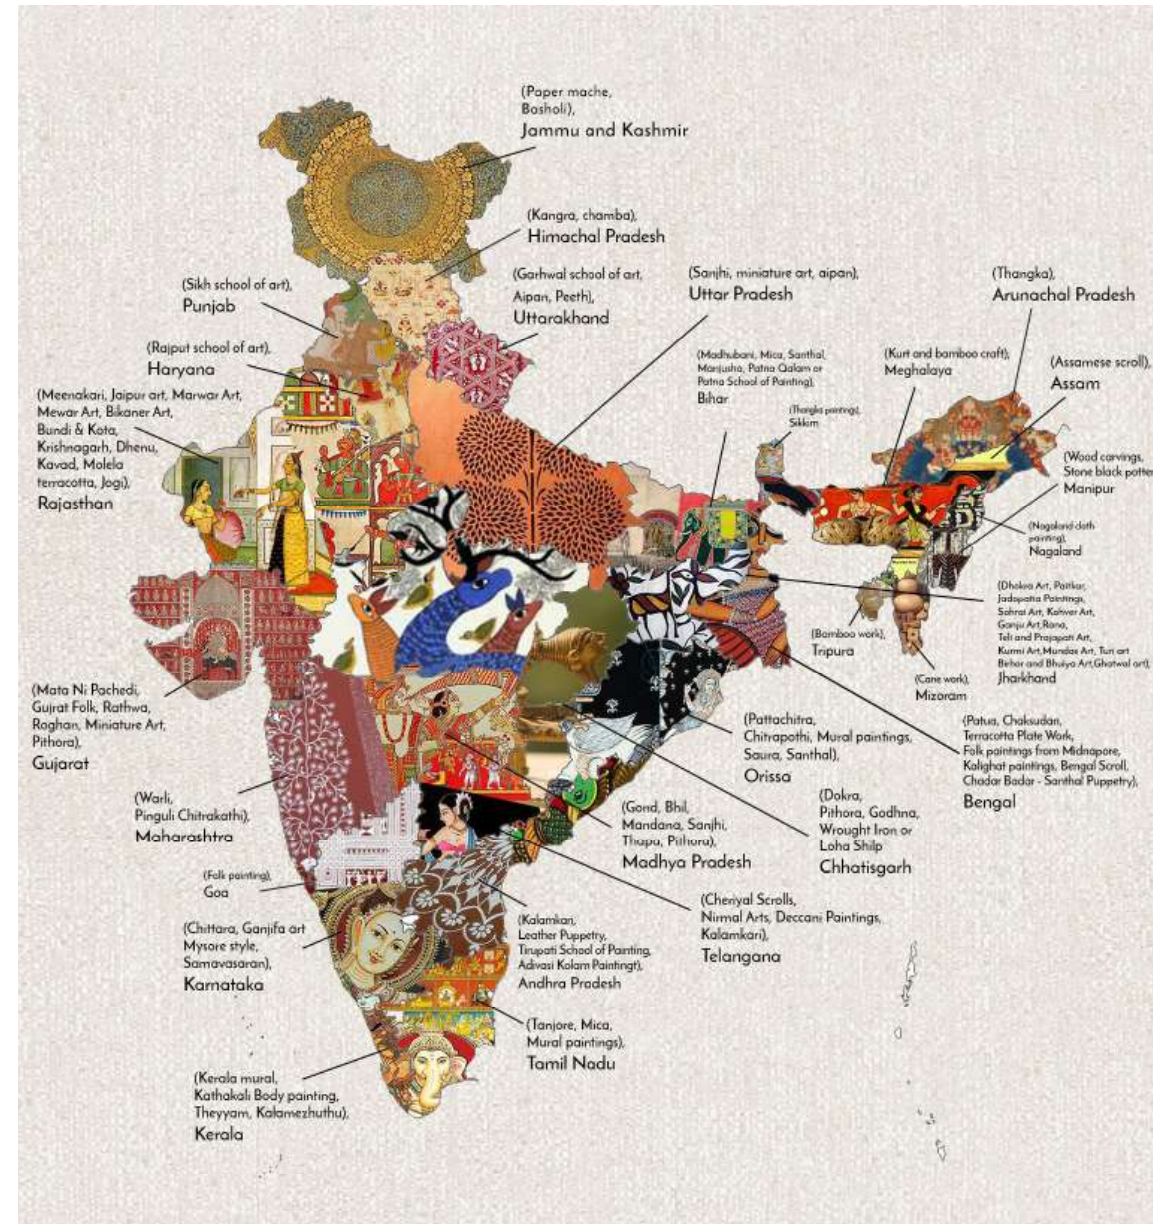 (Paper mache,
Basholi),
Jammu and Kashmir
(Kangra, chamba),
Himachal Pradesh
(Sikh school of art),
Punjab
(Garhwal school of art,
Aipan, Peeth),
Uttarakhand
(Sanjhi, miniature art, aipan),
Uttar Pradesh
(Thangka),
Arunachal Pradesh
(Rajput school of art),
Haryana
(Madhubani, Mica, Santhal,
Manjusha, Patna Qalam or
Patna School of Painting),
Bihar
(Kurt and bamboo craft),
Meghalaya
(Assamese scroll),
Assam
(Meenakari, Jaipur art, Marwar Art,
Mewar Art, Bikaner Art,
Bundi & Kota,
Krishnagarh, Dhenu,
Kavad, Molela
terracotta, Jogi),
Rajasthan
(Thangka paintings),
Sikkim
(Wood carvings,
Stone black potter
Manipur
(Nagaland cloth
painting),
Nagaland
(Dhokra Art, Paitkar,
Jadopatia Paintings,
Sohrai Art, Kohver Art,
Ganju Art,Rana,
Teli and Prajapati Art,
Kurmi Art,Mundas Art, Turi art
Birhor and Bhuiya Art,Ghatwal art),
Jharkhand
(Bamboo work),
Tripura
(Cane work),
Mizoram
(Mata Ni Pachedi,
Gujrat Folk, Rathwa,
Roghan, Miniature Art,
Pithora),
Gujarat
(Pattachitra,
Chitrapothi, Mural paintings,
Saura, Santhal),
Orissa
(Patua, Chaksudan,
Terracotta Plate Work,
Folk paintings from Midnapore,
Kalighat paintings, Bengal Scroll,
Chadar Badar - Santhal Puppetry),
Bengal
(Warli,
Pinguli Chitrakathi),
Maharashtra
(Gond, Bhil,
Mandana, Sanjhi,
Thapa, Pithora),
Madhya Pradesh
(Dokra,
Pithora, Godhna,
Wrought Iron or
Loha Shilp
Chhatisgarh
(Folk painting),
Goa
(Chittara, Ganjifa art
Mysore style,
Samavasaran),
Karnataka
(Kalamkari,
Leather Puppetry,
Tirupati School of Painting,
Adivasi Kolam Paintingt),
Andhra Pradesh
(Cheriyal Scrolls,
Nirmal Arts, Deccani Paintings,
Kalamkari),
Telangana
(Tanjore, Mica,
Mural paintings),
Tamil Nadu
(Kerala mural,
Kathakali Body painting,
Theyyam, Kalamezhuthu),
Kerala